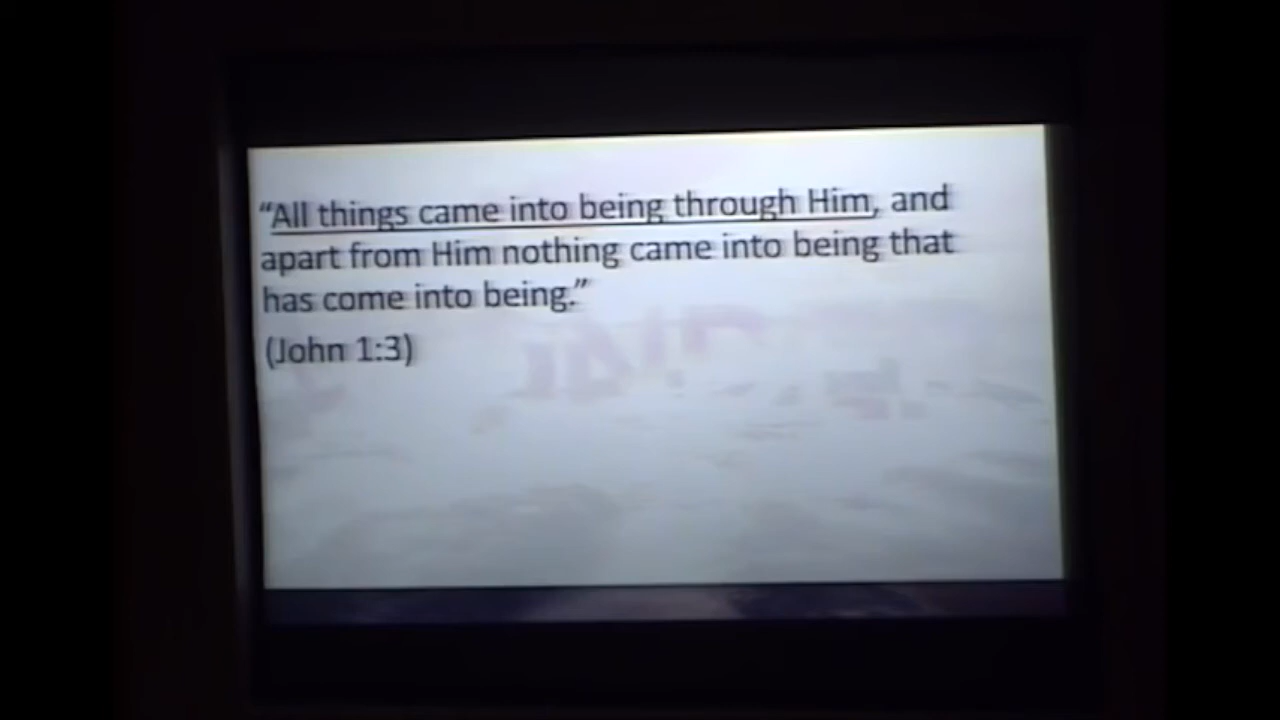 “All things came into being through Him, and
apart from Him nothing came into being that
has come into being.”
(John 1:3)